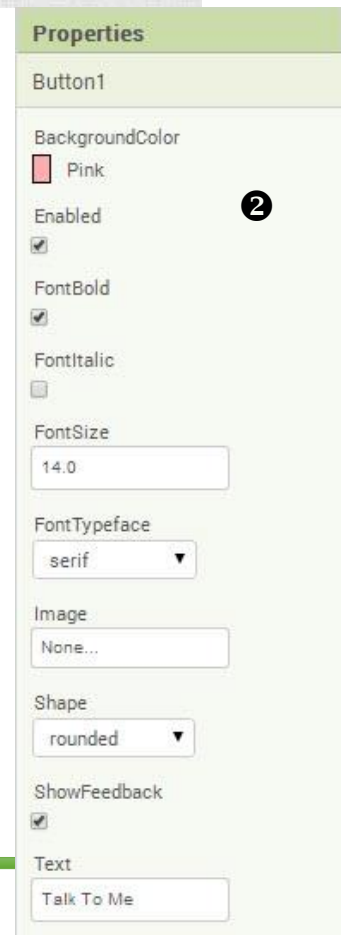 Properties
Button1
BackgroundColor
Pink
Enabled
❷
FontBold
FontItalic
FontSize
14.0
FontTypeface
serif
Image
None...
Shape
rounded
ShowFeedback
Text
Talk To Me